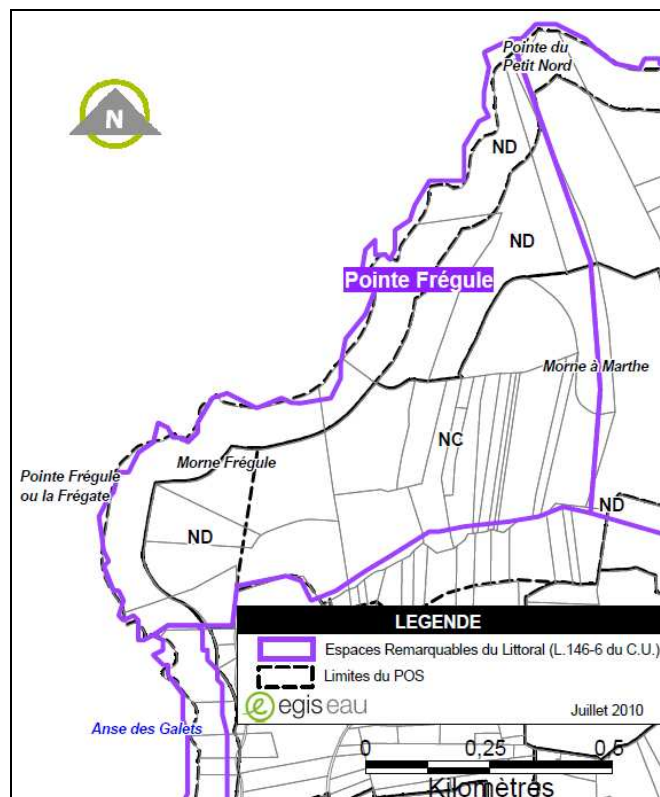 Pointe du
Petit Nord
N
ND
ND
Pointe Frégule
Morne à Marthe
NC
Morne Frégule
Pointe Frégule
ou la Frégate
ND
ND
LEGENDE
Espaces Remarquables du Littoral (L.146-6 du C.U.)
Limites du POS
egis eau
Juillet 2010
Anse des Galets
0 0,25 0,5
Kilomètres